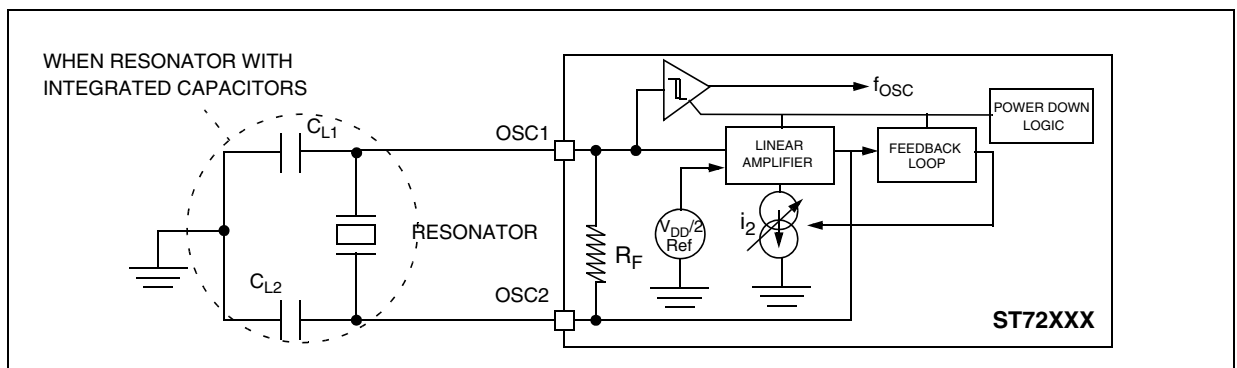 WHEN RESONATOR WITH
INTEGRATED CAPACITORS
CL1
OSC1
fOSC
POWER DOWN
LOGIC
LINEAR
AMPLIFIER
FEEDBACK
LOOP
RESONATOR
RF
VDD/2
Ref
i2
CL2
OSC2
ST72XXX